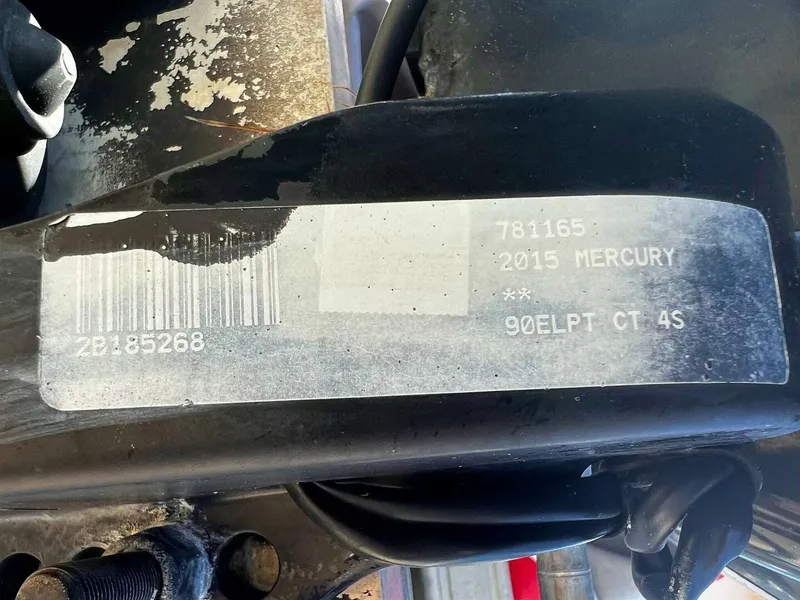 2B185268
781165
2015 MERCURY
**
90ELPT CT 4S